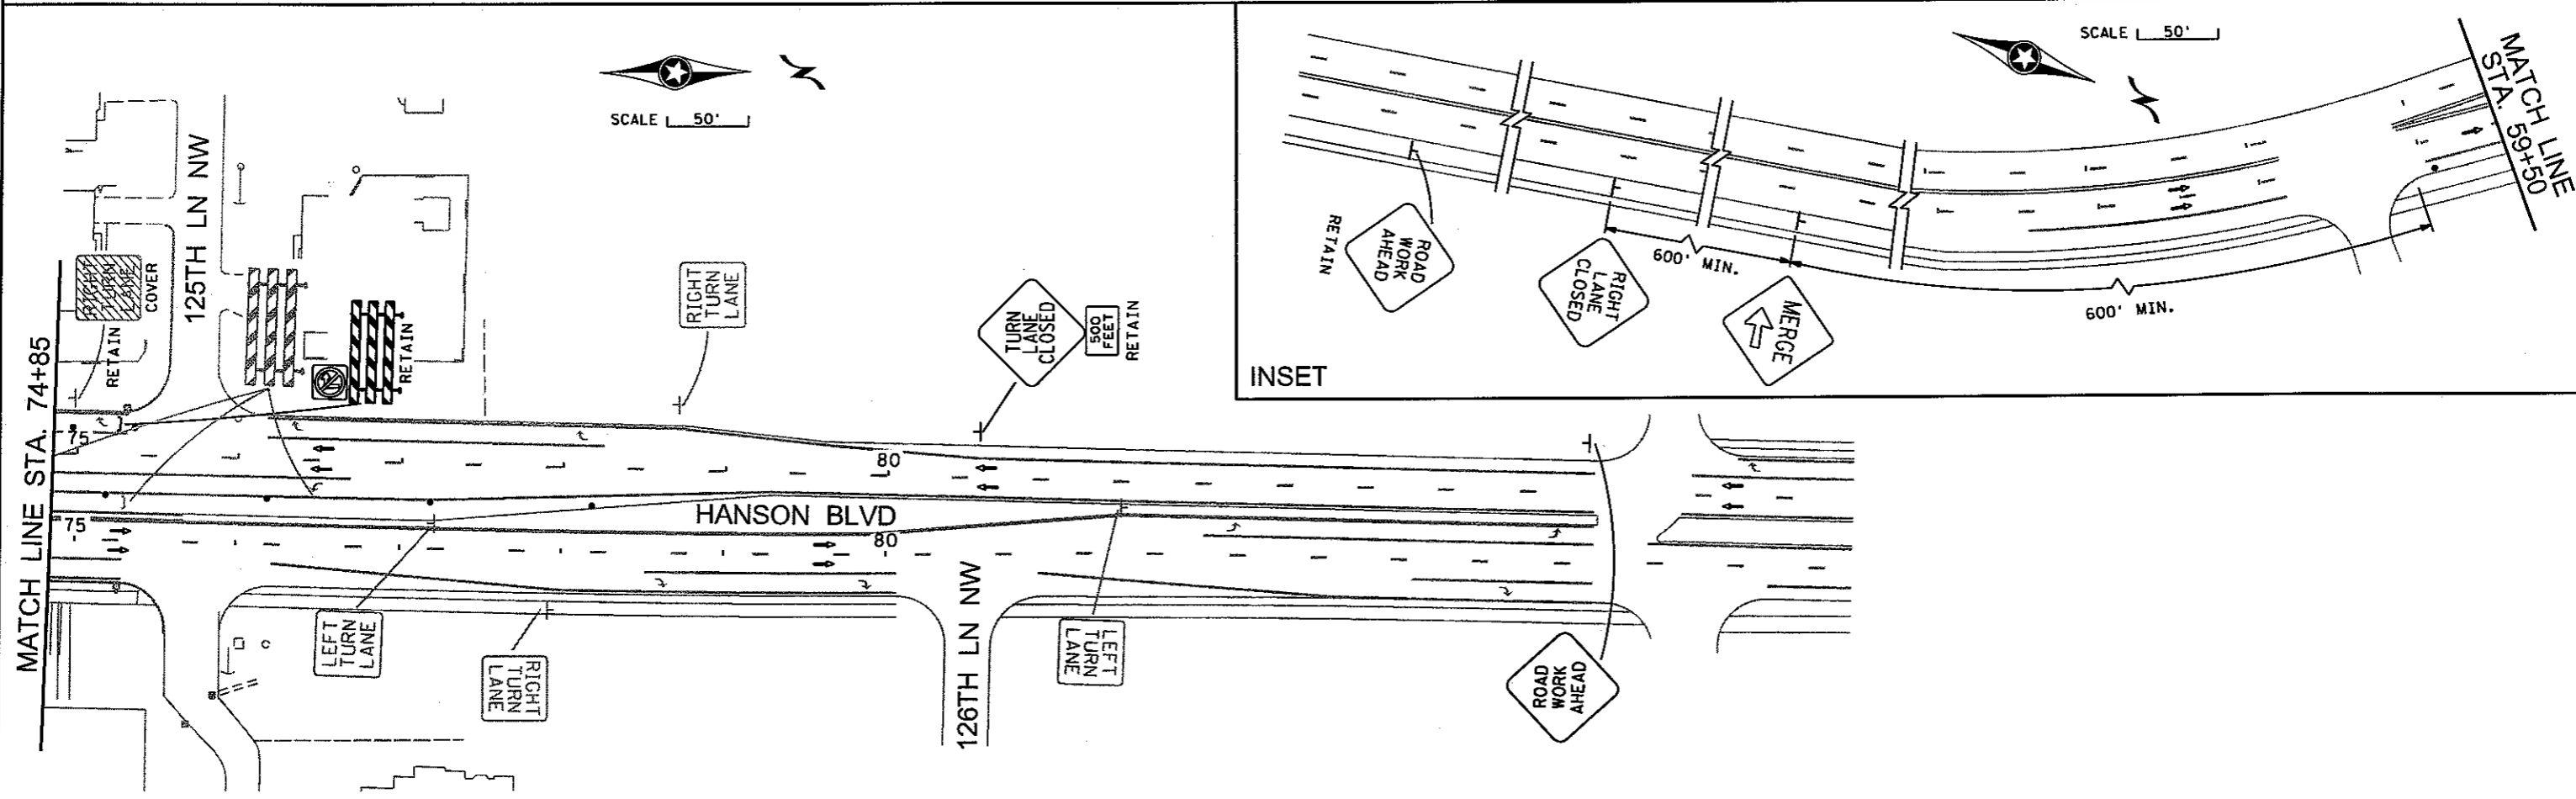 SCALE 50'
MATCH LINE STA. 74+85
RIGHT
TURN
LANE
COVER
RETAIN
125TH LN NW
RETAIN
RIGHT
TURN
LANE
TURN
LANE
CLOSED
500
FEET
RETAIN
75
75
80
80
HANSON BLVD
LEFT
TURN
LANE
RIGHT
TURN
LANE
126TH LN NW
LEFT
TURN
LANE
ROAD
WORK
AHEAD
SCALE 50'
MATCH LINE
STA. 59+50
ROAD
WORK
AHEAD
RETAIN
RIGHT
LANE
CLOSED
600' MIN.
MERGE
600' MIN.
INSET